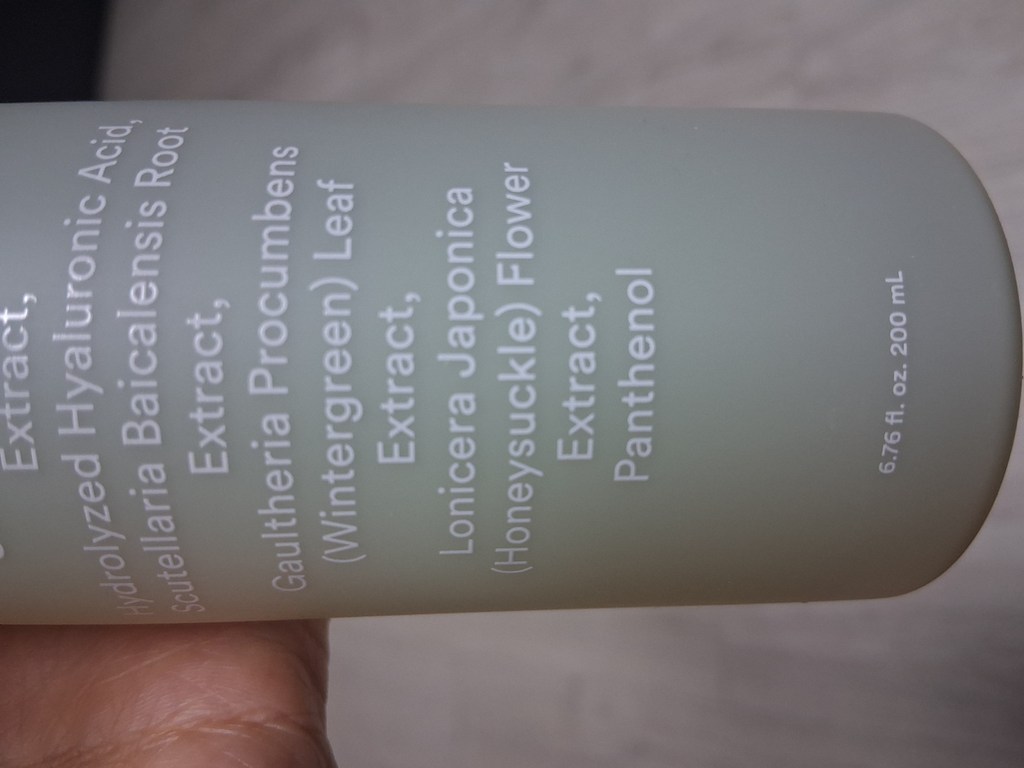 Extract,
Hydrolyzed Hyaluronic Acid,
Scutellaria Baicalensis Root
Extract,
Gaultheria Procumbens
(Wintergreen) Leaf
Extract,
Lonicera Japonica
(Honeysuckle) Flower
Extract,
Panthenol
6.76 fl. oz. 200 mL